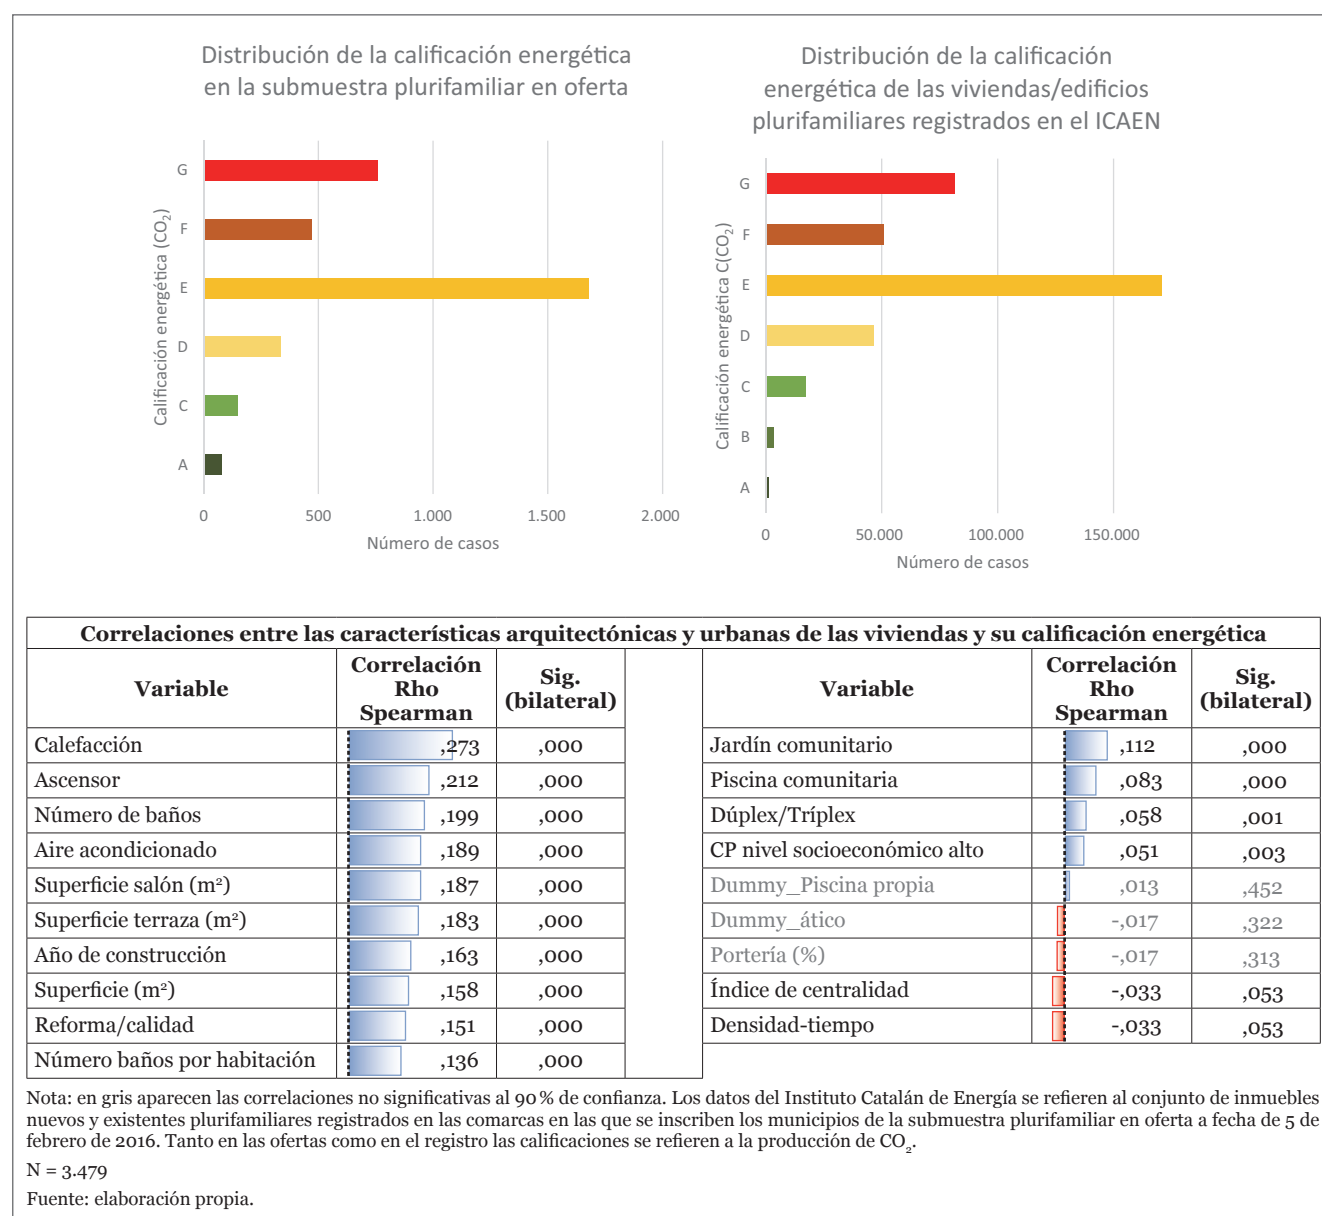 Distribución de la calificación energética
en la submuestra plurifamiliar en oferta
Calificación energética (CO₂)
G
F
E
D
C
A
0 500 1.000 1.500 2.000
Número de casos
Distribución de la calificación
energética de las viviendas/edificios
plurifamiliares registrados en el ICAEN
Calificación energética C(CO₂)
G
F
E
D
C
B
A
0 50.000 100.000 150.000
Número de casos
Correlaciones entre las características arquitectónicas y urbanas de las viviendas y su calificación energética
Variable Correlación Rho Spearman Sig. (bilateral)
Calefacción ,273 ,000
Ascensor ,212 ,000
Número de baños ,199 ,000
Aire acondicionado ,189 ,000
Superficie salón (m²) ,187 ,000
Superficie terraza (m²) ,183 ,000
Año de construcción ,163 ,000
Superficie (m²) ,158 ,000
Reforma/calidad ,151 ,000
Número baños por habitación ,136 ,000
Variable Correlación Rho Spearman Sig. (bilateral)
Jardín comunitario ,112 ,000
Piscina comunitaria ,083 ,000
Dúplex/Tríplex ,058 ,001
CP nivel socioeconómico alto ,051 ,003
Dummy_Piscina propia ,013 ,452
Dummy_ático -,017 ,322
Portería (%) -,017 ,313
Índice de centralidad -,033 ,053
Densidad-tiempo -,033 ,053
Nota: en gris aparecen las correlaciones no significativas al 90 % de confianza. Los datos del Instituto Catalán de Energía se refieren al conjunto de inmuebles
nuevos y existentes plurifamiliares registrados en las comarcas en las que se inscriben los municipios de la submuestra plurifamiliar en oferta a fecha de 5 de
febrero de 2016. Tanto en las ofertas como en el registro las calificaciones se refieren a la producción de CO₂.
N = 3.479
Fuente: elaboración propia.